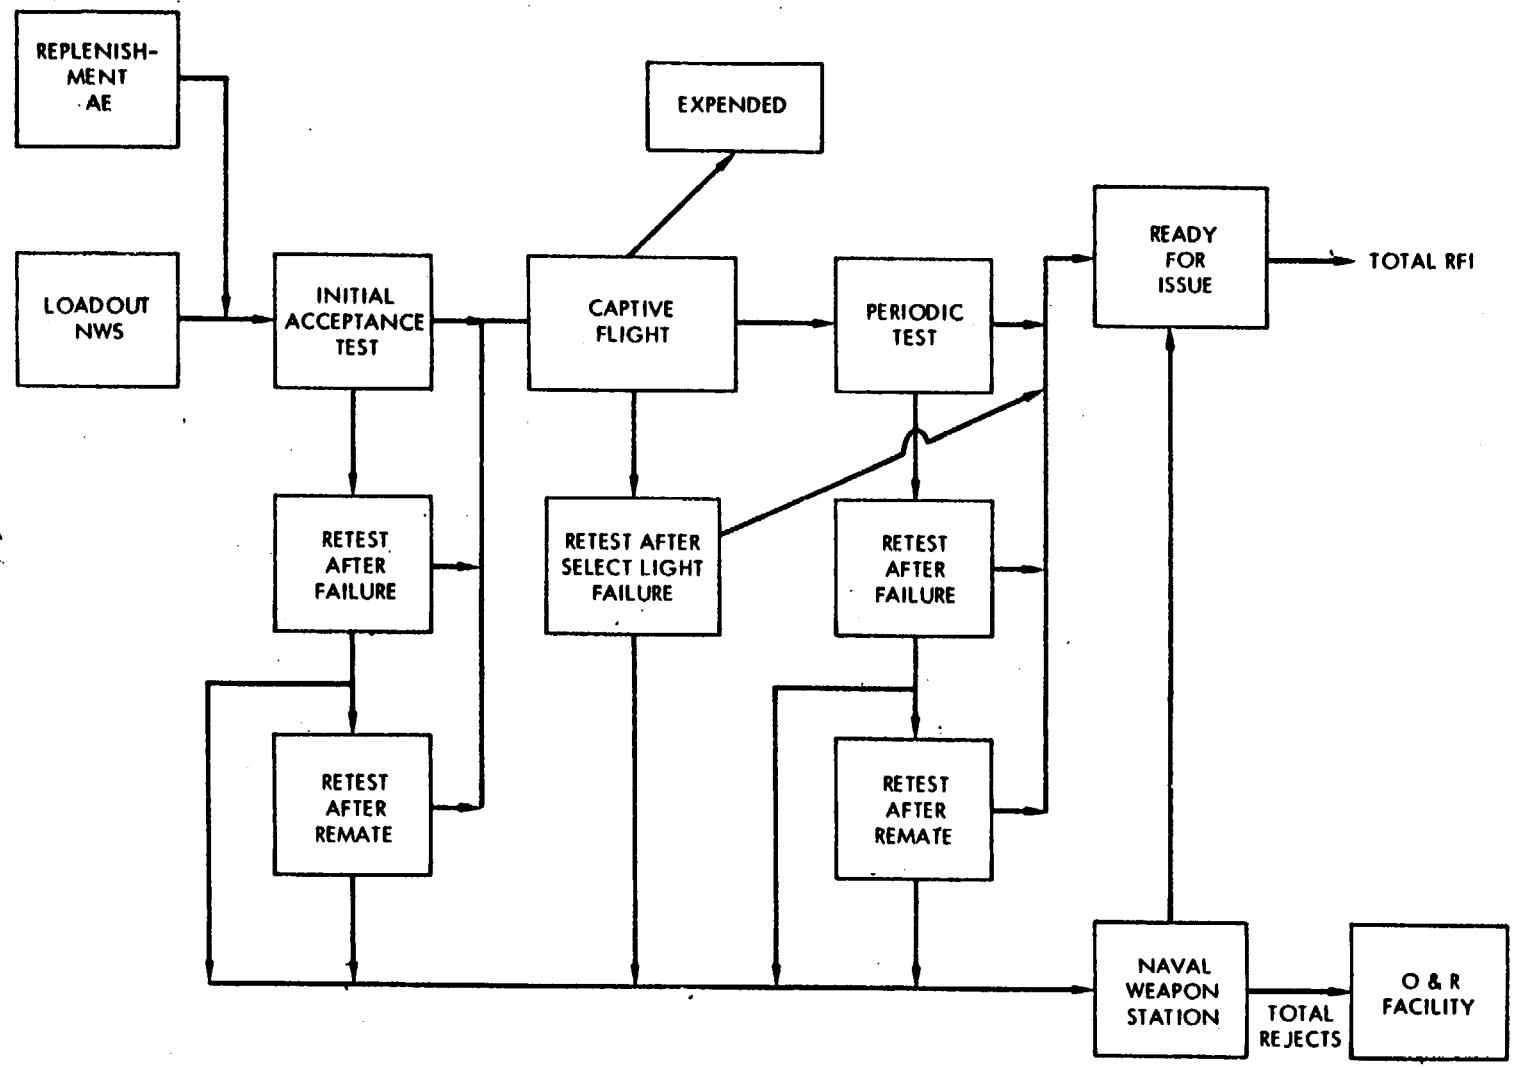 REPLENISH-
MENT
AE
EXPENDED
LOADOUT
NWS
INITIAL
ACCEPTANCE
TEST
CAPTIVE
FLIGHT
PERIODIC
TEST
READY
FOR
ISSUE
TOTAL RFI
RETEST
AFTER
FAILURE
RETEST AFTER
SELECT LIGHT
FAILURE
RETEST
AFTER
FAILURE
RETEST
AFTER
REMATE
RETEST
AFTER
REMATE
NAVAL
WEAPON
STATION
TOTAL
REJECTS
O & R
FACILITY